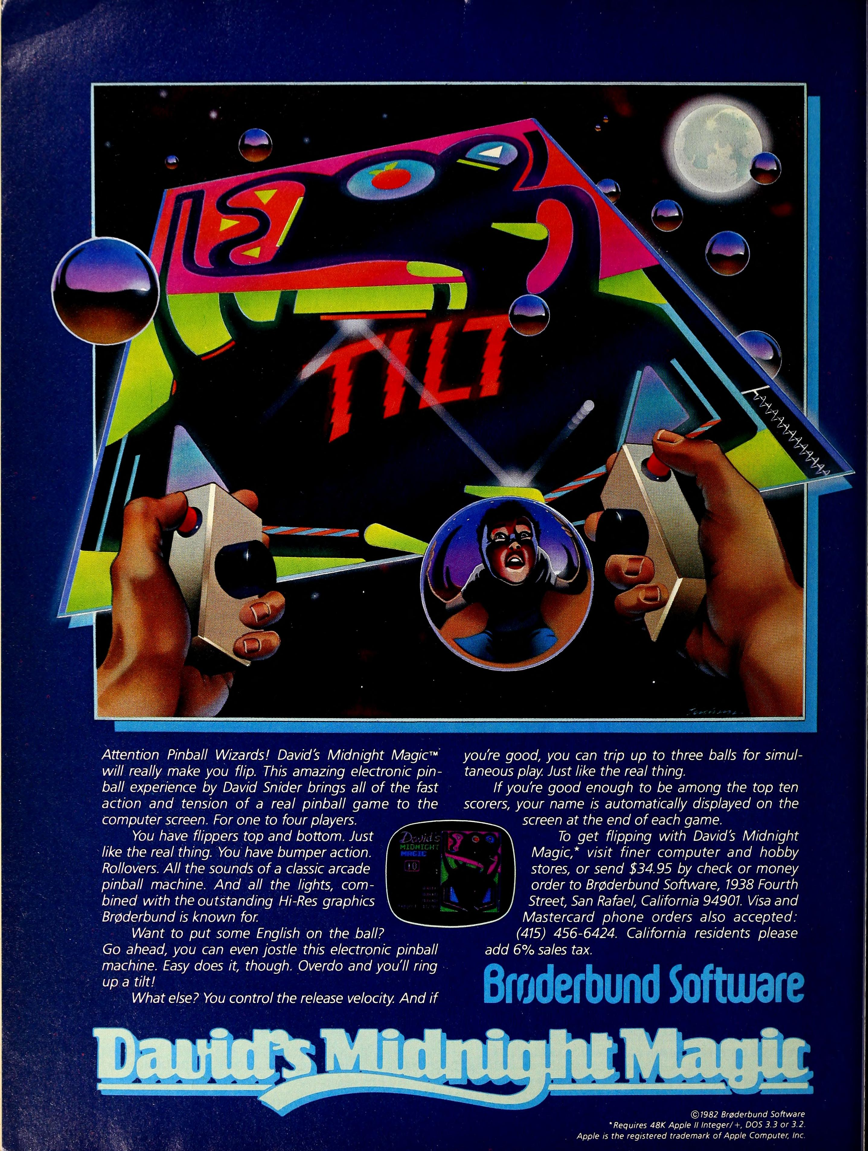 TILT
Attention Pinball Wizards! David's Midnight Magic™
will really make you flip. This amazing electronic pin-
ball experience by David Snider brings all of the fast
action and tension of a real pinball game to the
computer screen. For one to four players.
You have flippers top and bottom. Just
like the real thing. You have bumper action.
Rollovers. All the sounds of a classic arcade
pinball machine. And all the lights, com-
bined with the outstanding Hi-Res graphics
Brøderbund is known for.
Want to put some English on the ball?
Go ahead, you can even jostle this electronic pinball
machine. Easy does it, though. Overdo and you'll ring
up a tilt!
What else? You control the release velocity. And if
you're good, you can trip up to three balls for simul-
taneous play. Just like the real thing.
If you're good enough to be among the top ten
scorers, your name is automatically displayed on the
screen at the end of each game.
To get flipping with David's Midnight
Magic,* visit finer computer and hobby
stores, or send $34.95 by check or money
order to Brøderbund Software, 1938 Fourth
Street, San Rafael, California 94901. Visa and
Mastercard phone orders also accepted:
(415) 456-6424. California residents please
add 6% sales tax.
David's
MIDNIGHT
MAGIC
Brøderbund Software
David's Midnight Magic
©1982 Brøderbund Software
*Requires 48K Apple II Integer/+, DOS 3.3 or 3.2.
Apple is the registered trademark of Apple Computer, Inc.